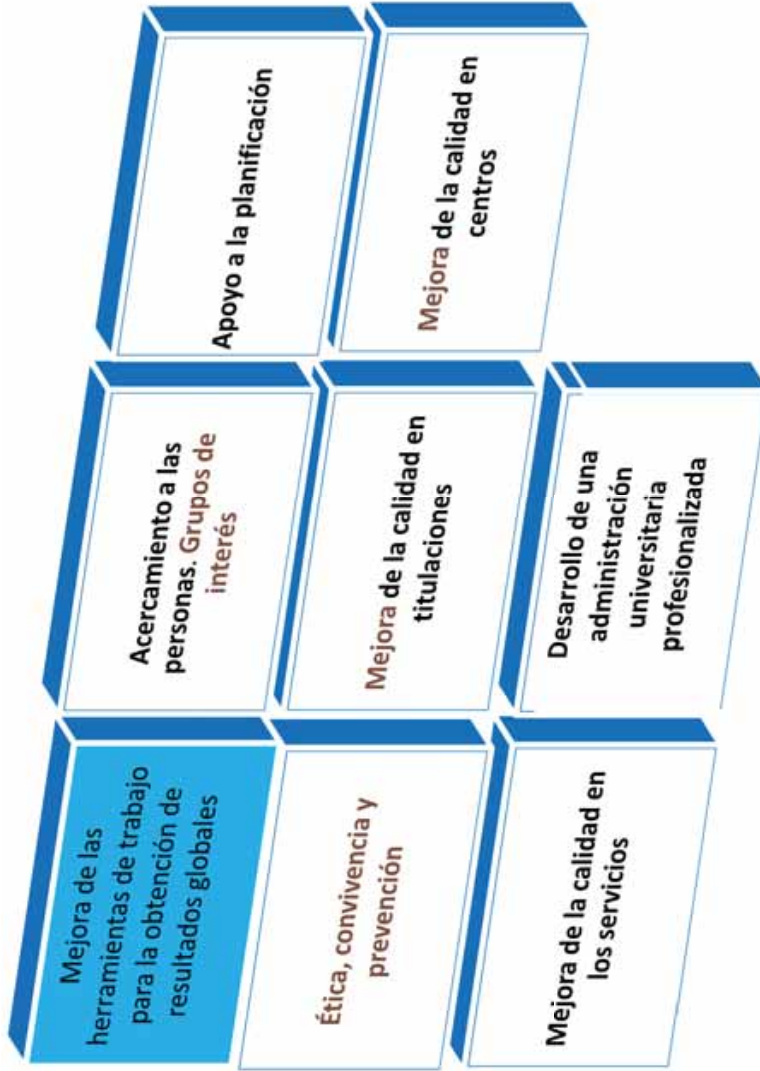 Mejora de las
herramientas de trabajo
para la obtención de
resultados globales
Acercamiento a las
personas. Grupos de
interés
Apoyo a la planificación
Ética, convivencia y
prevención
Mejora de la calidad en
titulaciones
Mejora de la calidad en
centros
Mejora de la calidad en
los servicios
Desarrollo de una
administración
universitaria
profesionalizada